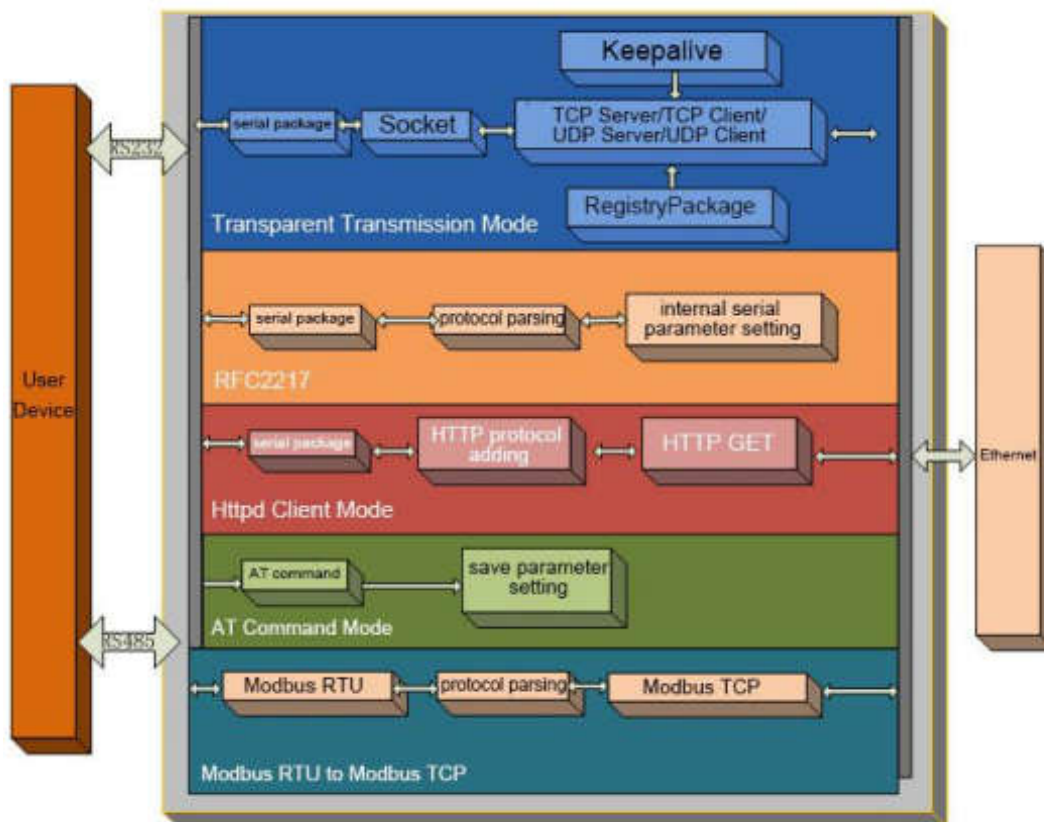 Keepalive
serial package
Socket
TCP Server/TCP Client/
UDP Server/UDP Client
RegistryPackage
Transparent Transmission Mode
RS232
serial package
protocol parsing
internal serial
parameter setting
RFC2217
User
Device
serial package
HTTP protocol
adding
HTTP GET
Httpd Client Mode
Ethernet
AT command
save parameter
setting
AT Command Mode
RS485
Modbus RTU
protocol parsing
Modbus TCP
Modbus RTU to Modbus TCP